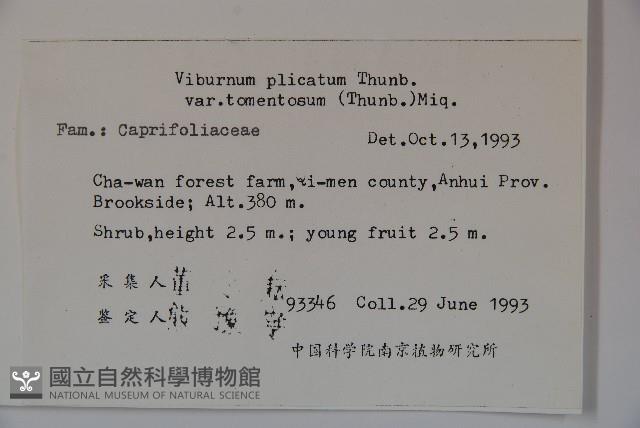 Viburnum plicatum Thunb.
var.tomentosum (Thunb.)Miq.
Fam.: Caprifoliaceae
Det.Oct.13,1993
Cha-wan forest farm, county,Anhui Prov.
Brookside; Alt.380 m.
Shrub,height 2.5 m.; young fruit 2.5 m.
采集人
93346 Coll.29 June 1993
鉴定人
中国科学院南京植物研究所
國立自然科學博物館
NATIONAL MUSEUM OF NATURAL SCIENCE